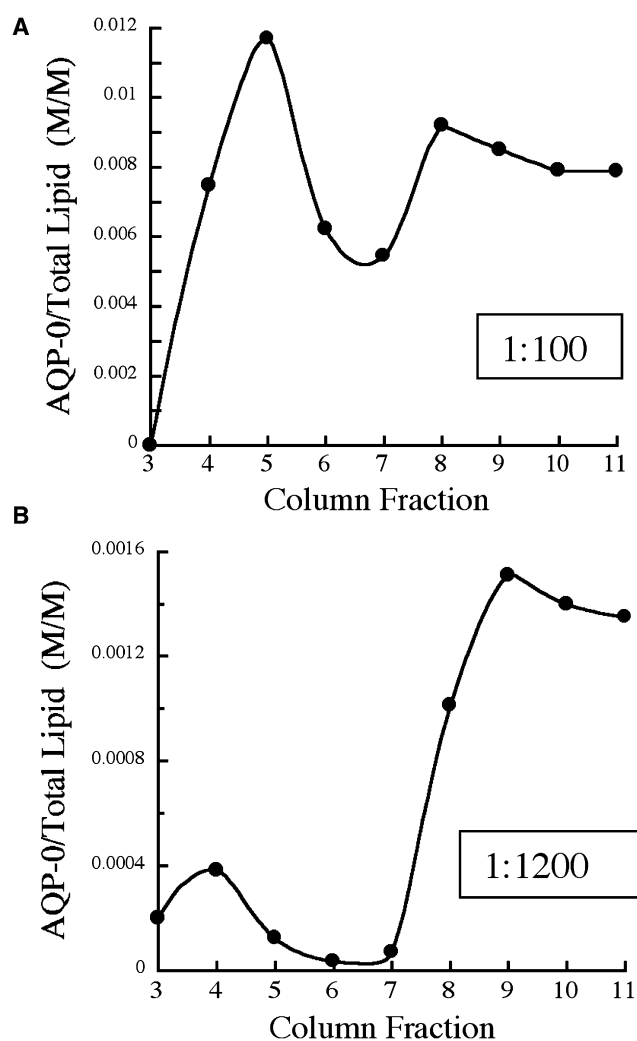 A
AQP-0/Total Lipid (M/M)
0.012
0.01
0.008
0.006
0.004
0.002
0
3 4 5 6 7 8 9 10 11
1:100
Column Fraction
B
AQP-0/Total Lipid (M/M)
0.0016
0.0012
0.0008
0.0004
0
3 4 5 6 7 8 9 10 11
1:1200
Column Fraction